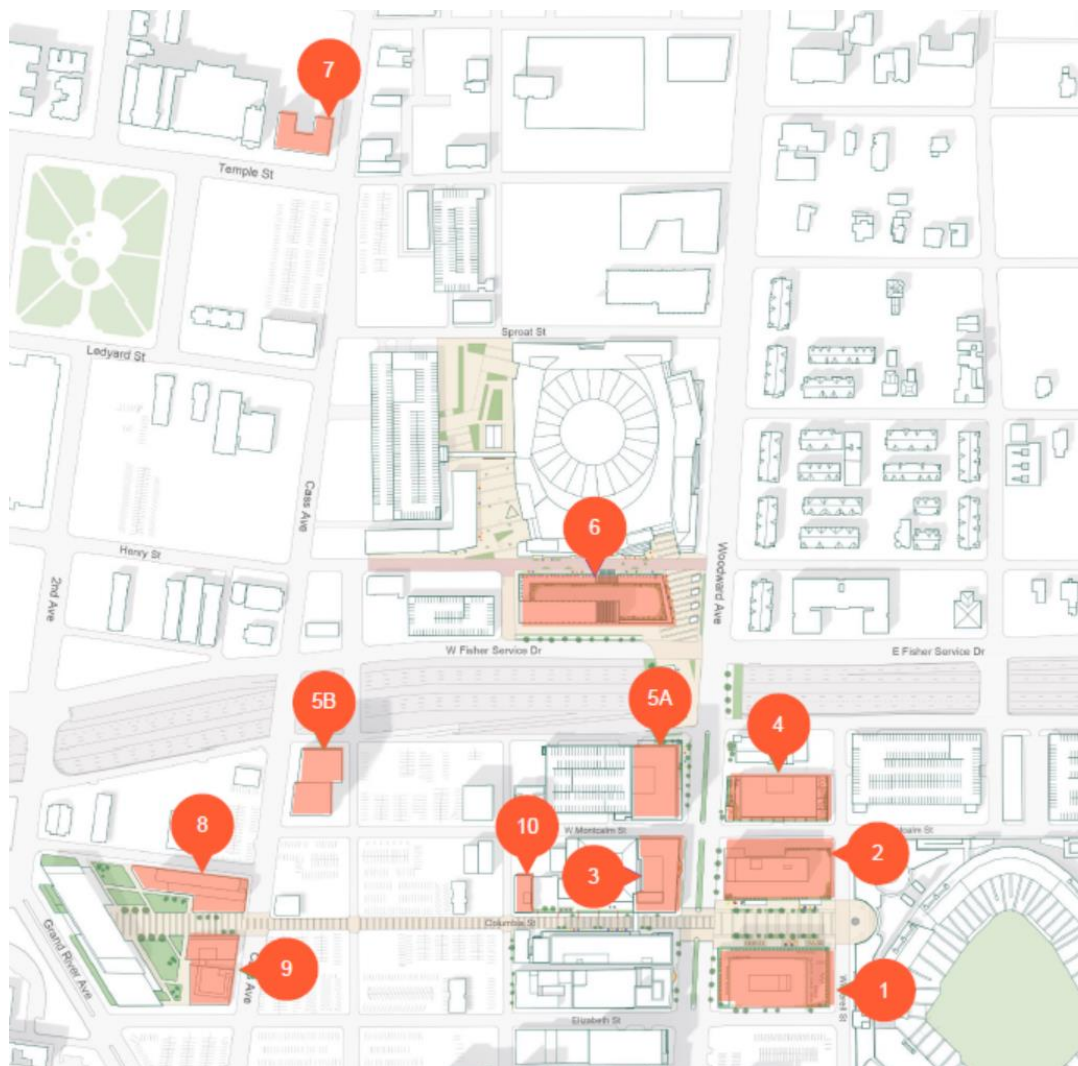 7
Temple St
Sproat St
Ledyard St
Cass Ave
6
Henry St
Woodward Ave
2nd Ave
W Fisher Service Dr
E Fisher Service Dr
5B
5A
4
8
10
W Montcalm St
2
3
Columbia St
Grand River Ave
9
Ave
1
Elizabeth St